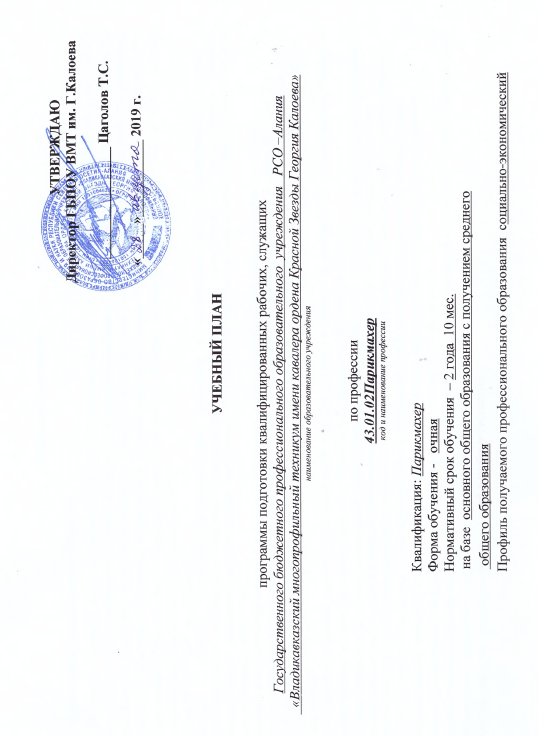 УТВЕРЖДАЮ
Директор ГБПОУ ВМТ им. Г.Калоева
Цаголов Т.С.
« 28 » августа 2019 г.
УЧЕБНЫЙ ПЛАН
программы подготовки квалифицированных рабочих, служащих
Государственного бюджетного профессионального образовательного учреждения РСО –Алания
«Владикавказский многопрофильный техникум имени кавалера ордена Красной Звезды Георгия Калоева»
наименование образовательного учреждения
по профессии
43.01.02Парикмахер
код и наименование профессии
Квалификация: Парикмахер
Форма обучения - очная
Нормативный срок обучения – 2 года 10 мес.
на базе основного общего образования с получением среднего
общего образования
Профиль получаемого профессионального образования социально-экономический